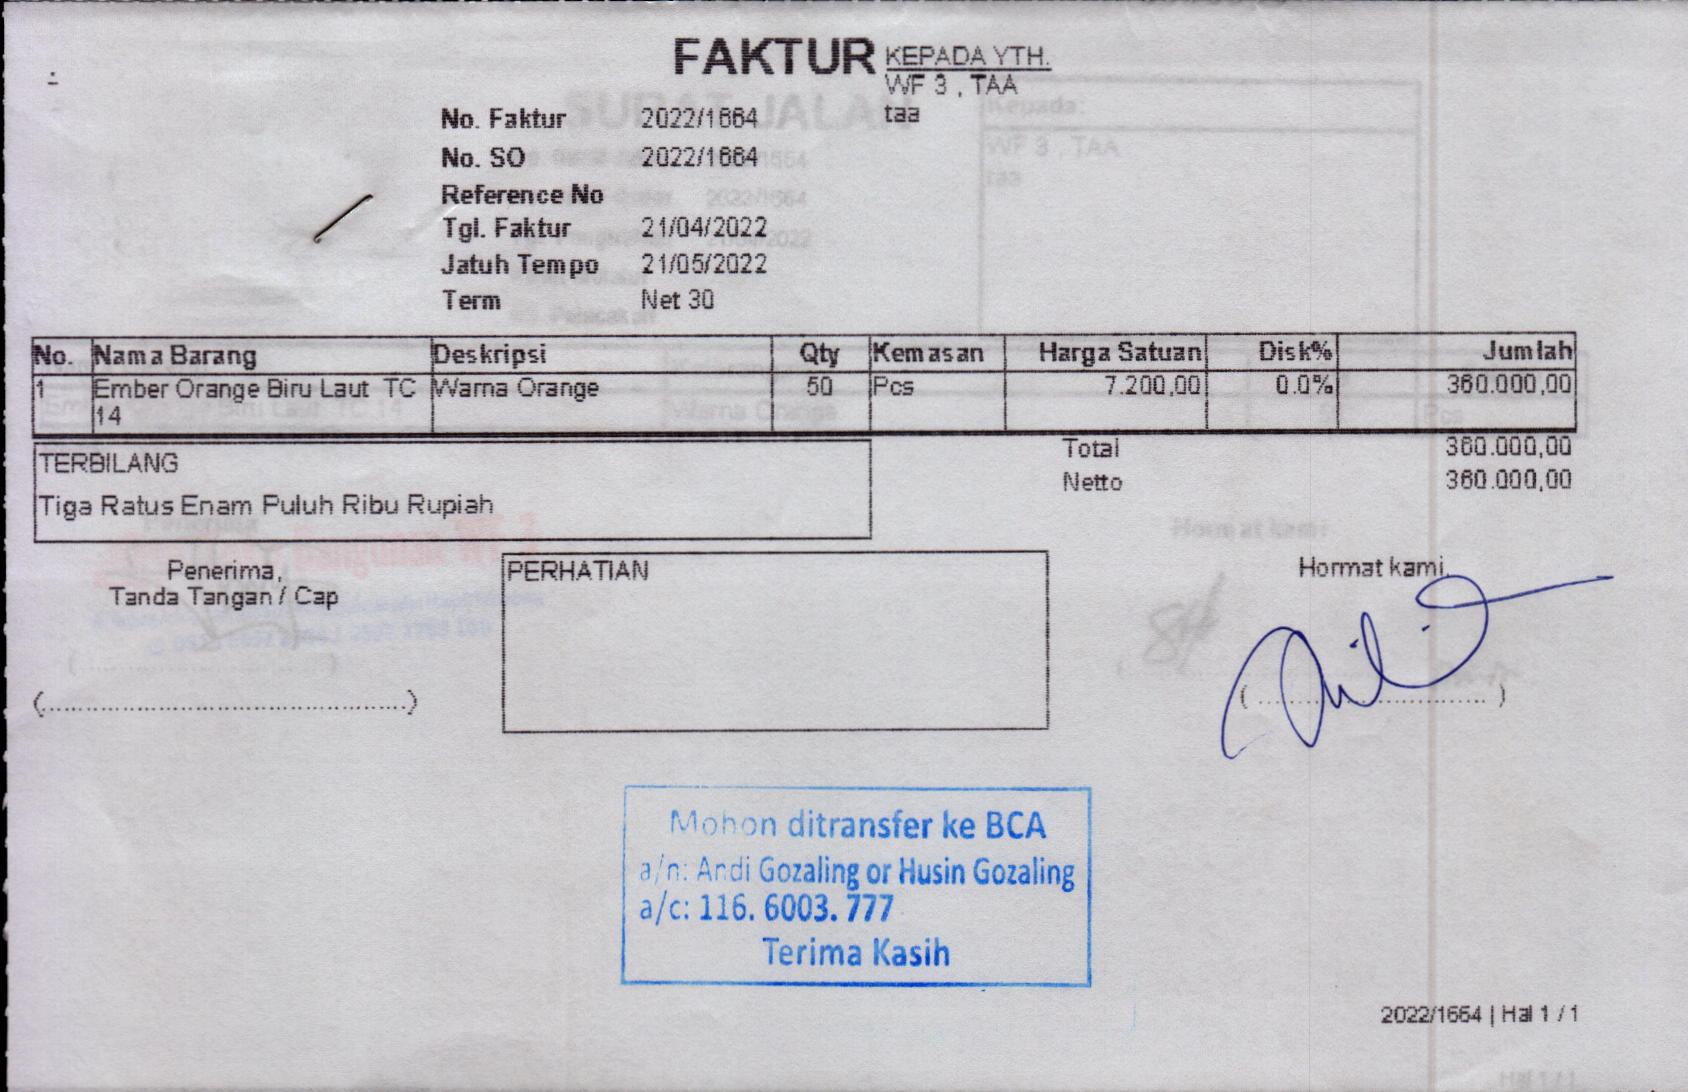 FAKTUR
KEPADA YTH.
WF 3 , TAA
taa
No. Faktur 2022/1664
No. SO 2022/1664
Reference No
Tgl. Faktur 21/04/2022
Jatuh Tempo 21/05/2022
Term Net 30
No. Nama Barang Deskripsi Qty Kemasan Harga Satuan Disk% Jumlah
1 Ember Orange Biru Laut TC Warna Orange 50 Pcs 7.200,00 0.0% 360.000,00
14
Total 360.000,00
Netto 360.000,00
TERBILANG
Tiga Ratus Enam Puluh Ribu Rupiah
Penerima,
Tanda Tangan / Cap
PERHATIAN
Hormat kami,
(..................................................)
(..................................)
Mohon ditransfer ke BCA
a/n: Andi Gozaling or Husin Gozaling
a/c: 116. 6003. 777
Terima Kasih
2022/1664 | Hal 1 / 1